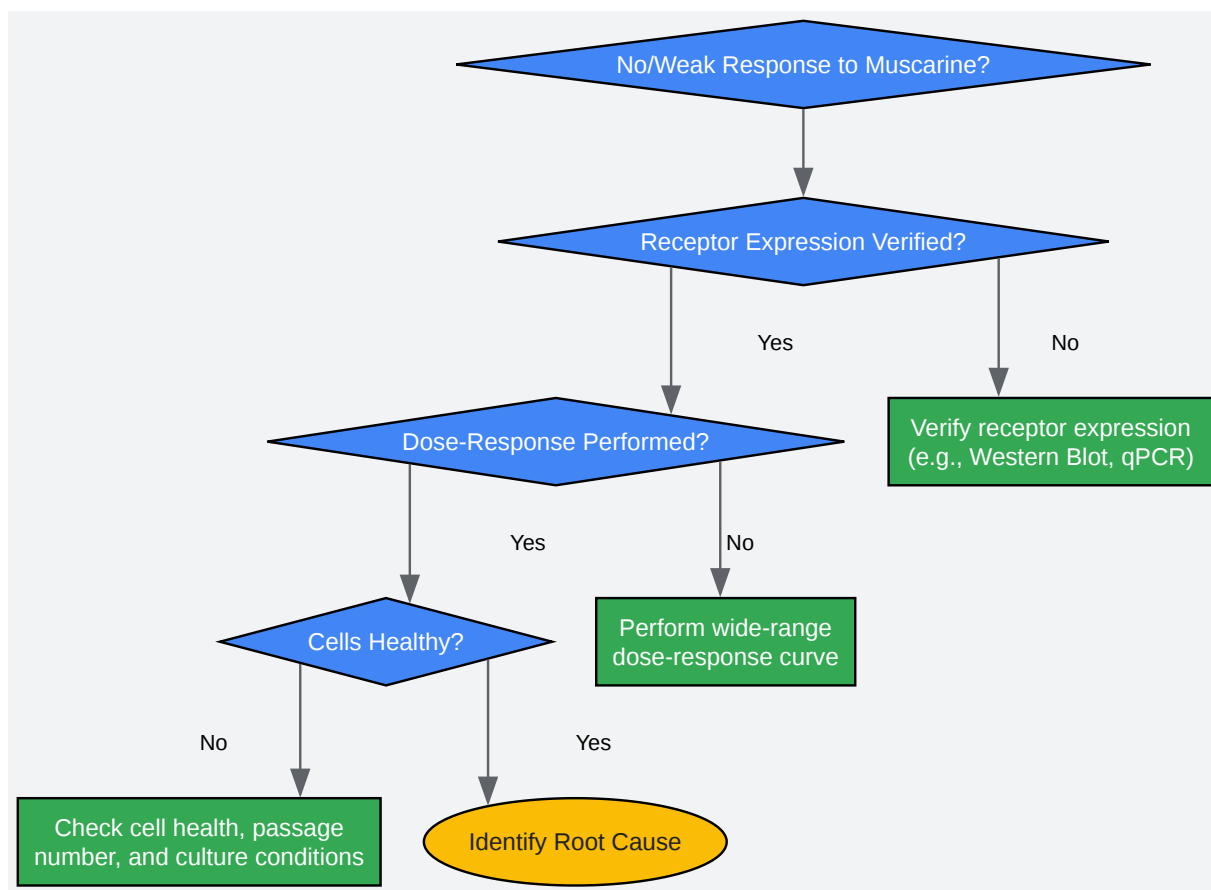 No/Weak Response to Muscarine?
Receptor Expression Verified?
Yes
No
Dose-Response Performed?
Verify receptor expression
(e.g., Western Blot, qPCR)
Yes
No
Cells Healthy?
Perform wide-range
dose-response curve
No
Yes
Check cell health, passage
number, and culture conditions
Identify Root Cause